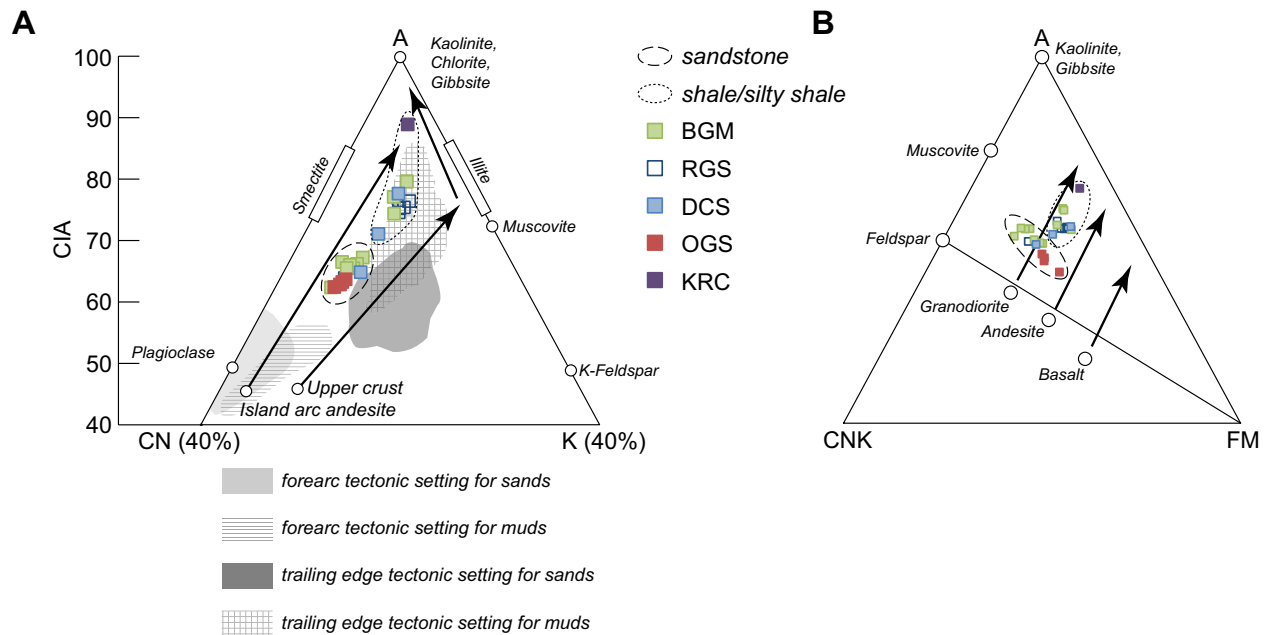 A
A
Kaolinite,
Chlorite,
Gibbsite
100
90
80
70
60
50
40
CIA
Smectite
Illite
Muscovite
Plagioclase
K-Feldspar
Upper crust
Island arc andesite
CN (40%)
K (40%)
sandstone
shale/silty shale
BGM
RGS
DCS
OGS
KRC
B
A
Kaolinite,
Gibbsite
Muscovite
Feldspar
Granodiorite
Andesite
Basalt
CNK
FM
forearc tectonic setting for sands
forearc tectonic setting for muds
trailing edge tectonic setting for sands
trailing edge tectonic setting for muds